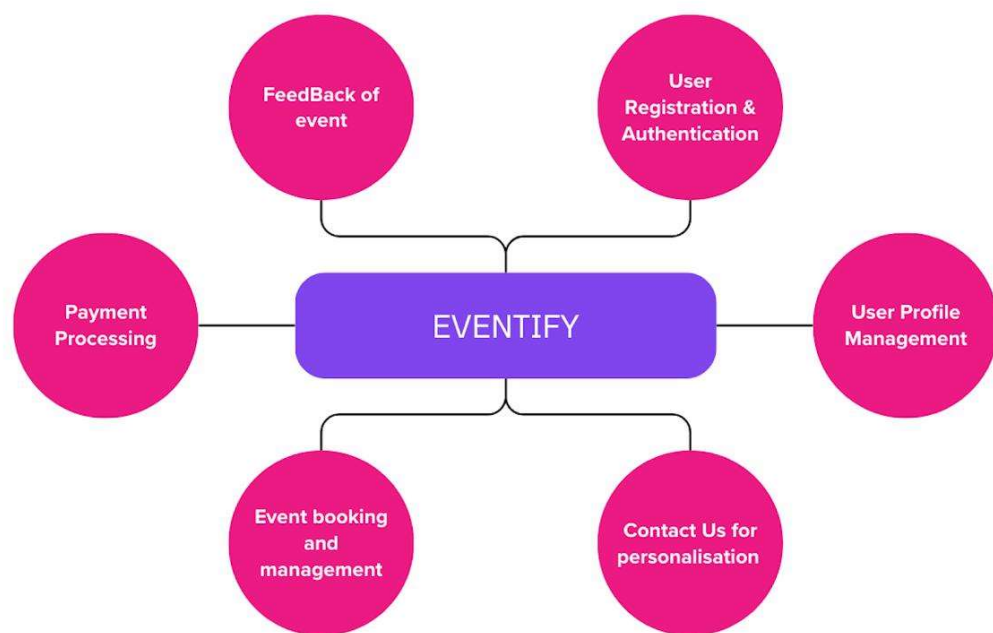 FeedBack of
event
User
Registration &
Authentication
Payment
Processing
EVENTIFY
User Profile
Management
Event booking
and
management
Contact Us for
personalisation